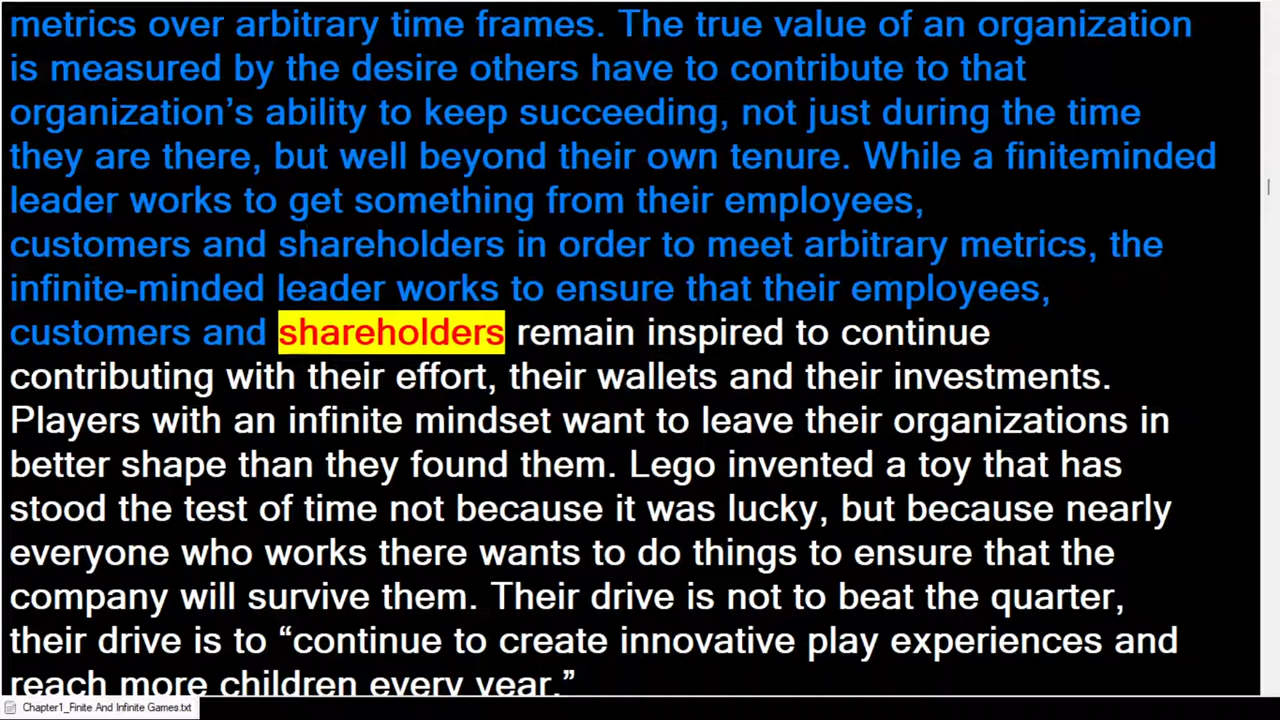 metrics over arbitrary time frames. The true value of an organization
is measured by the desire others have to contribute to that
organization’s ability to keep succeeding, not just during the time
they are there, but well beyond their own tenure. While a finiteminded
leader works to get something from their employees,
customers and shareholders in order to meet arbitrary metrics, the
infinite-minded leader works to ensure that their employees,
customers and shareholders remain inspired to continue
contributing with their effort, their wallets and their investments.
Players with an infinite mindset want to leave their organizations in
better shape than they found them. Lego invented a toy that has
stood the test of time not because it was lucky, but because nearly
everyone who works there wants to do things to ensure that the
company will survive them. Their drive is not to beat the quarter,
their drive is to “continue to create innovative play experiences and
reach more children every year.”
Chapter1_Finite And Infinite Games.txt